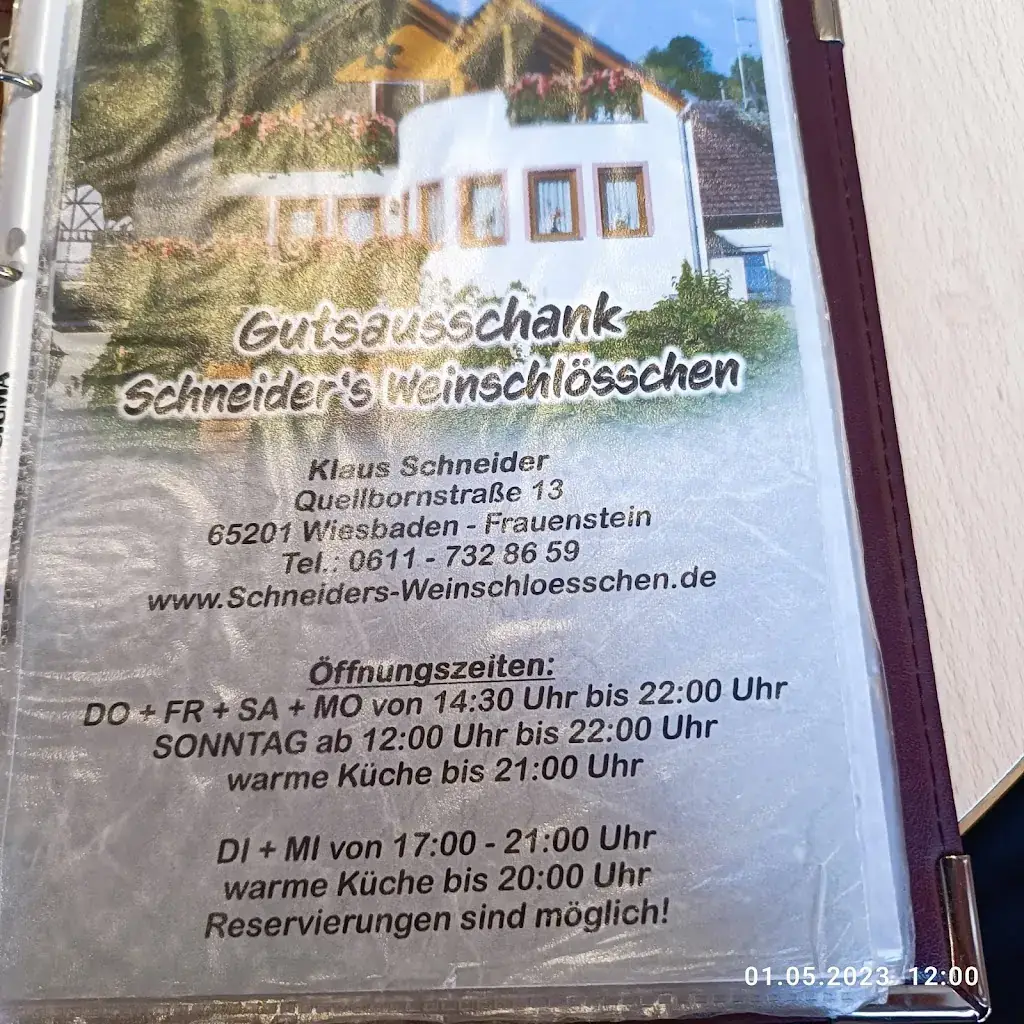 Gutsausschank
Schneider's Weinschlösschen
Klaus Schneider
Quellbornstraße 13
65201 Wiesbaden - Frauenstein
Tel.: 0611 - 732 86 59
www.Schneiders-Weinschloesschen.de
Öffnungszeiten:
DO + FR + SA + MO von 14:30 Uhr bis 22:00 Uhr
SONNTAG ab 12:00 Uhr bis 22:00 Uhr
warme Küche bis 21:00 Uhr
DI + MI von 17:00 - 21:00 Uhr
warme Küche bis 20:00 Uhr
Reservierungen sind möglich!
01.05.2023 12:00